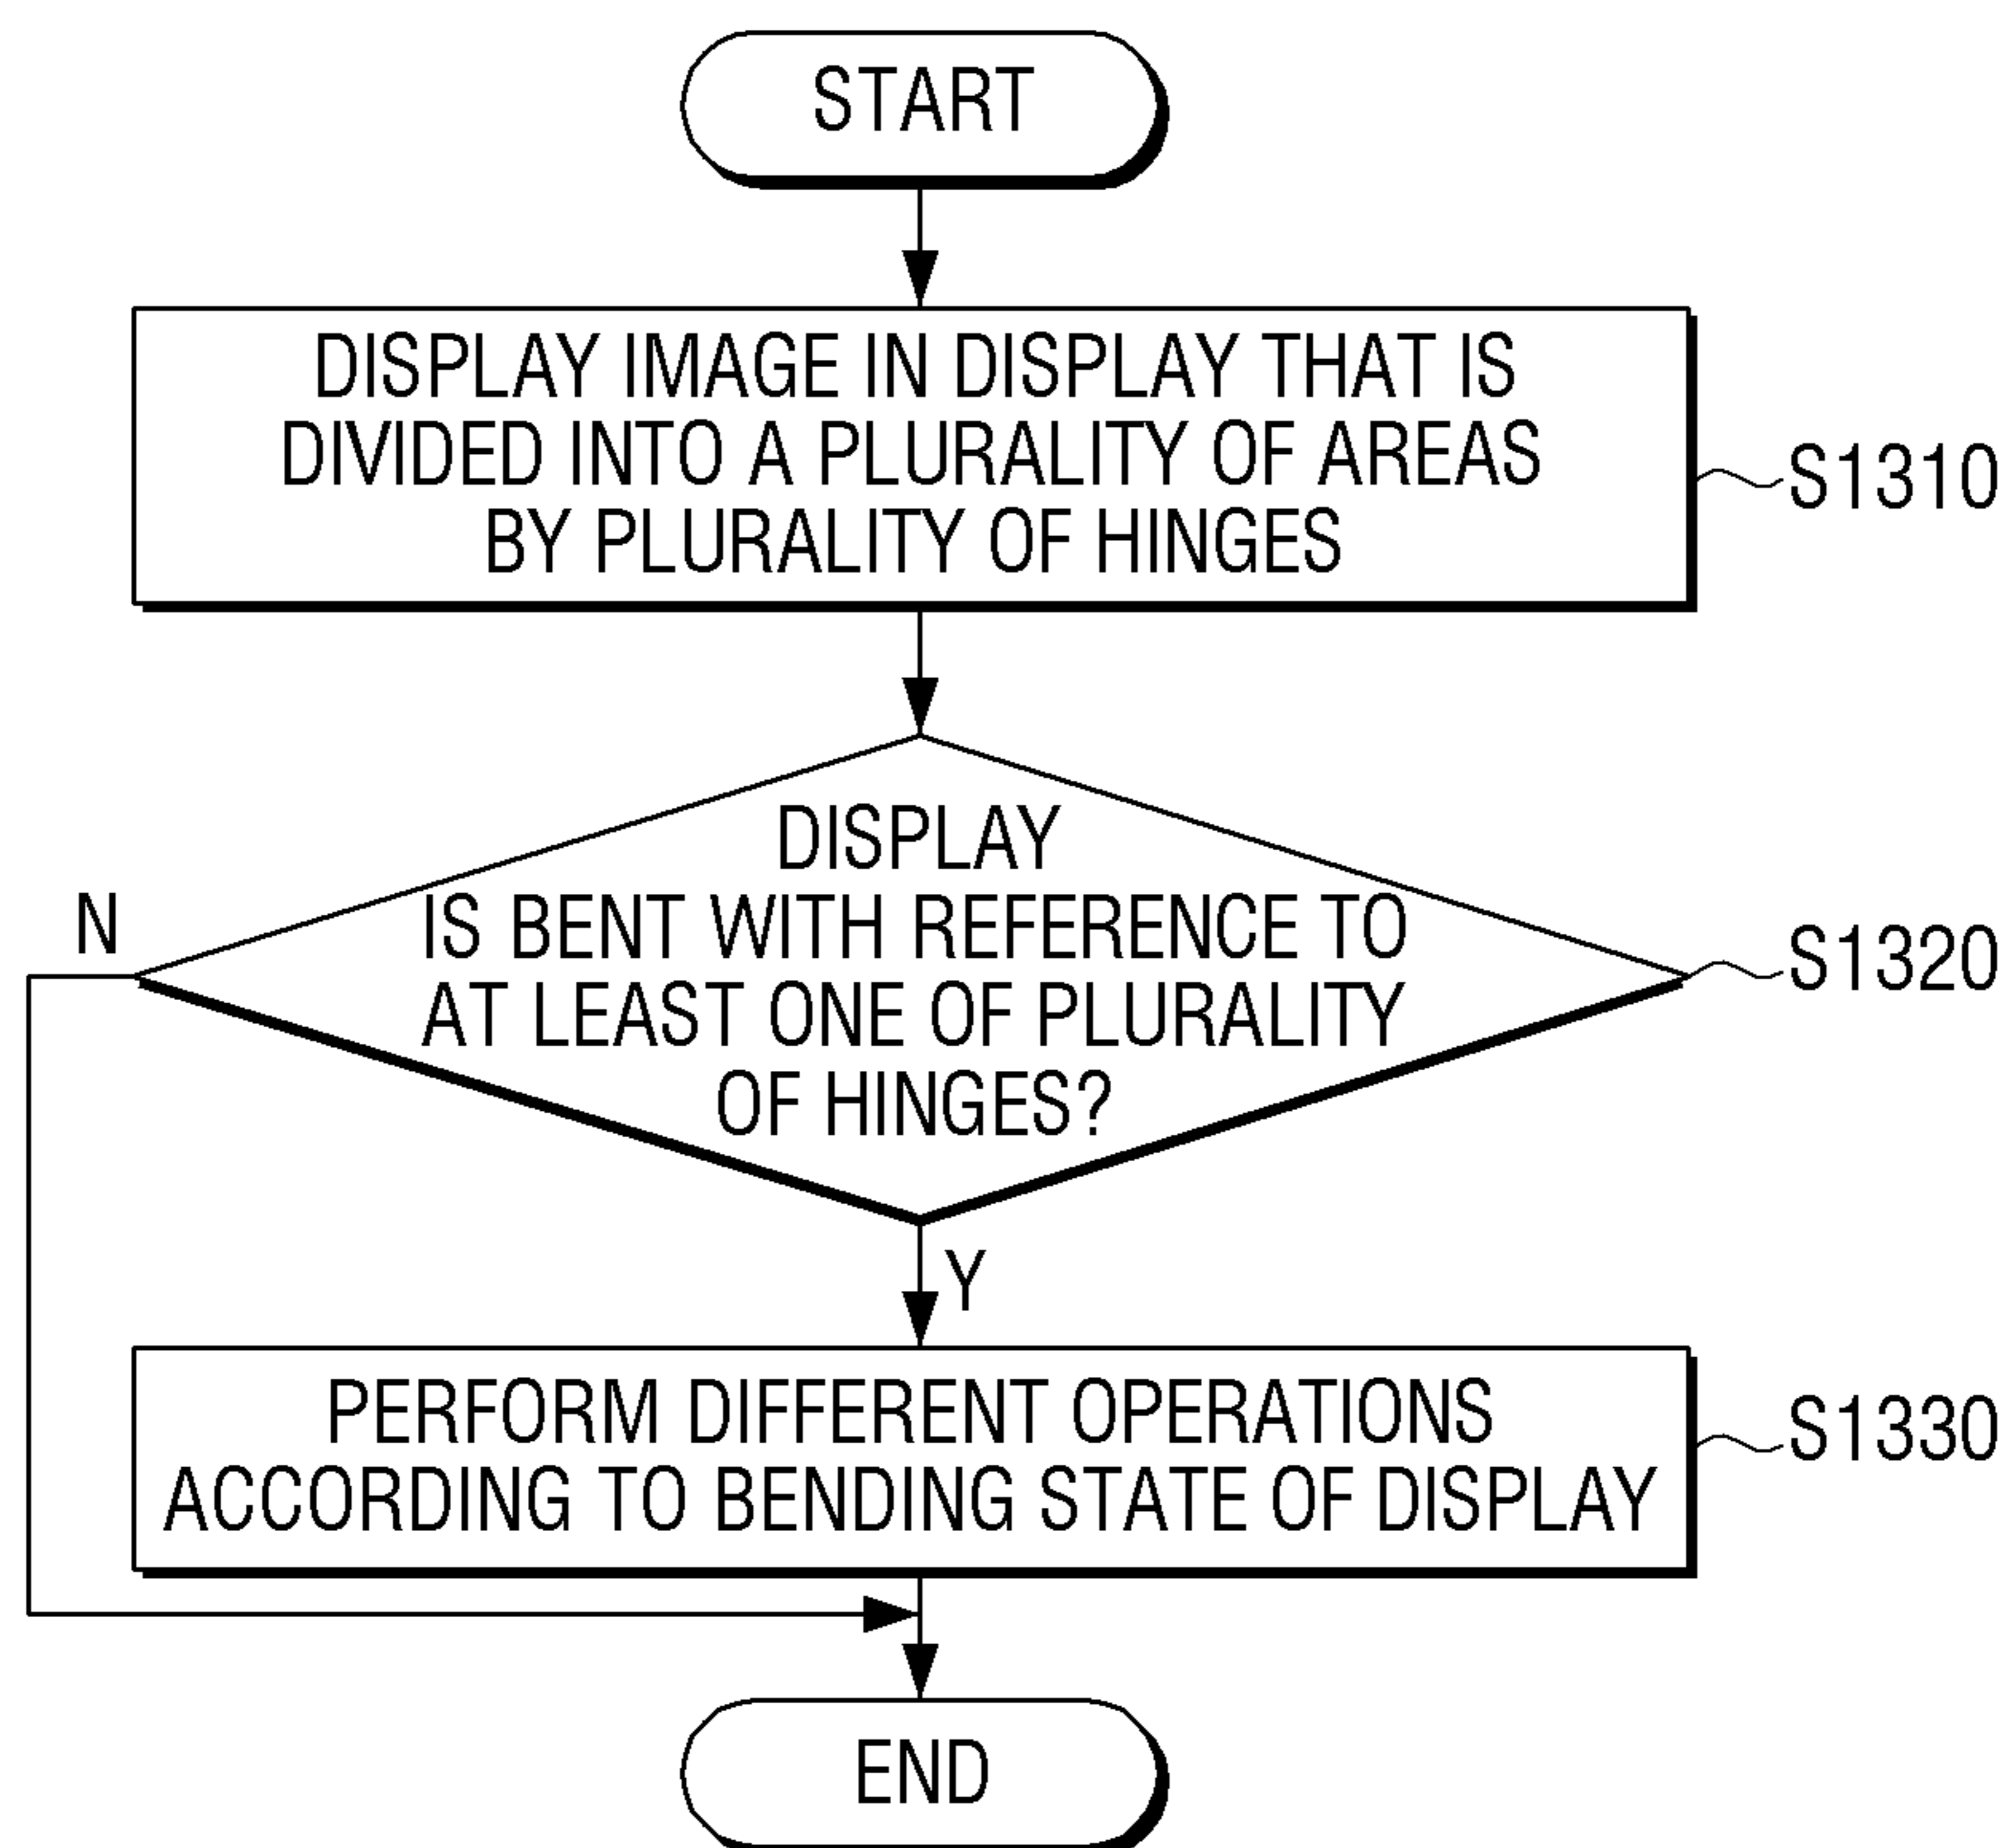 START
DISPLAY IMAGE IN DISPLAY THAT IS
DIVIDED INTO A PLURALITY OF AREAS
BY PLURALITY OF HINGES
S1310
DISPLAY
IS BENT WITH REFERENCE TO
AT LEAST ONE OF PLURALITY
OF HINGES?
N
S1320
Y
PERFORM DIFFERENT OPERATIONS
ACCORDING TO BENDING STATE OF DISPLAY
S1330
END